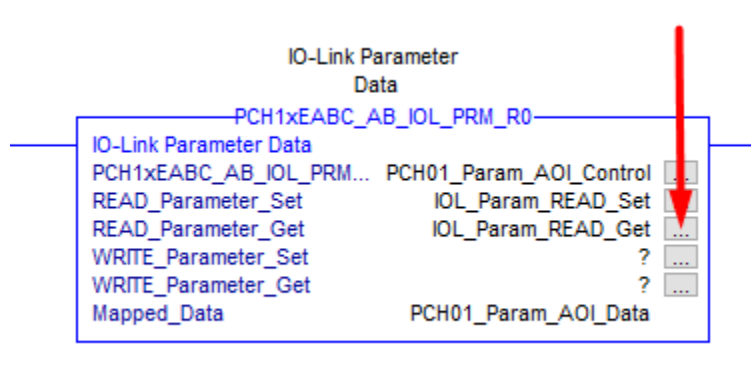 IO-Link Parameter
Data
PCH1xEABC_AB_IOL_PRM_R0
IO-Link Parameter Data
PCH1xEABC_AB_IOL_PRM... PCH01_Param_AOI_Control ...
READ_Parameter_Set IOL_Param_READ_Set
READ_Parameter_Get IOL_Param_READ_Get ...
WRITE_Parameter_Set ? ...
WRITE_Parameter_Get ? ...
Mapped_Data PCH01_Param_AOI_Data